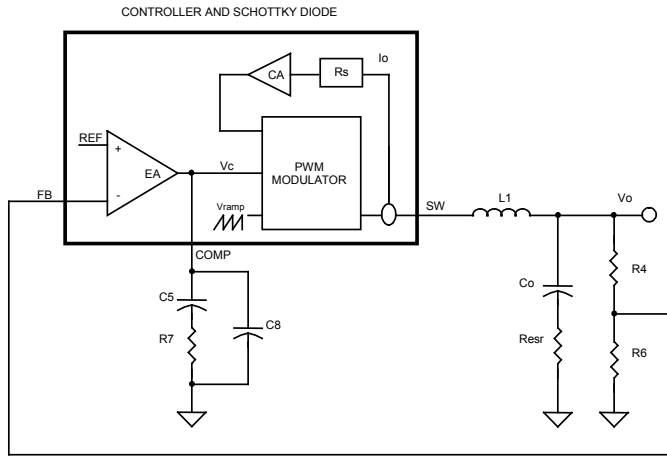 CONTROLLER AND SCHOTTKY DIODE
Io
CA
Rs
REF
+
EA
Vc
PWM
MODULATOR
-
FB
Vramp
SW
L1
Vo
COMP
R4
C5
Co
R7
C8
Resr
R6